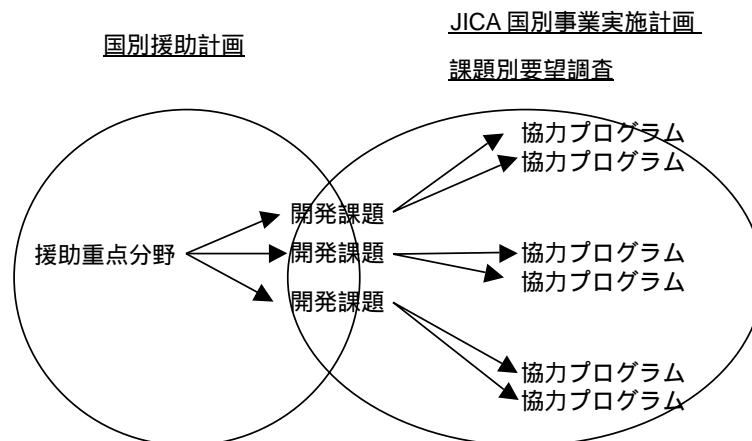 国別援助計画
JICA 国別事業実施計画
課題別要望調査
協力プログラム
協力プログラム
開発課題
援助重点分野
開発課題
協力プログラム
協力プログラム
開発課題
協力プログラム
協力プログラム